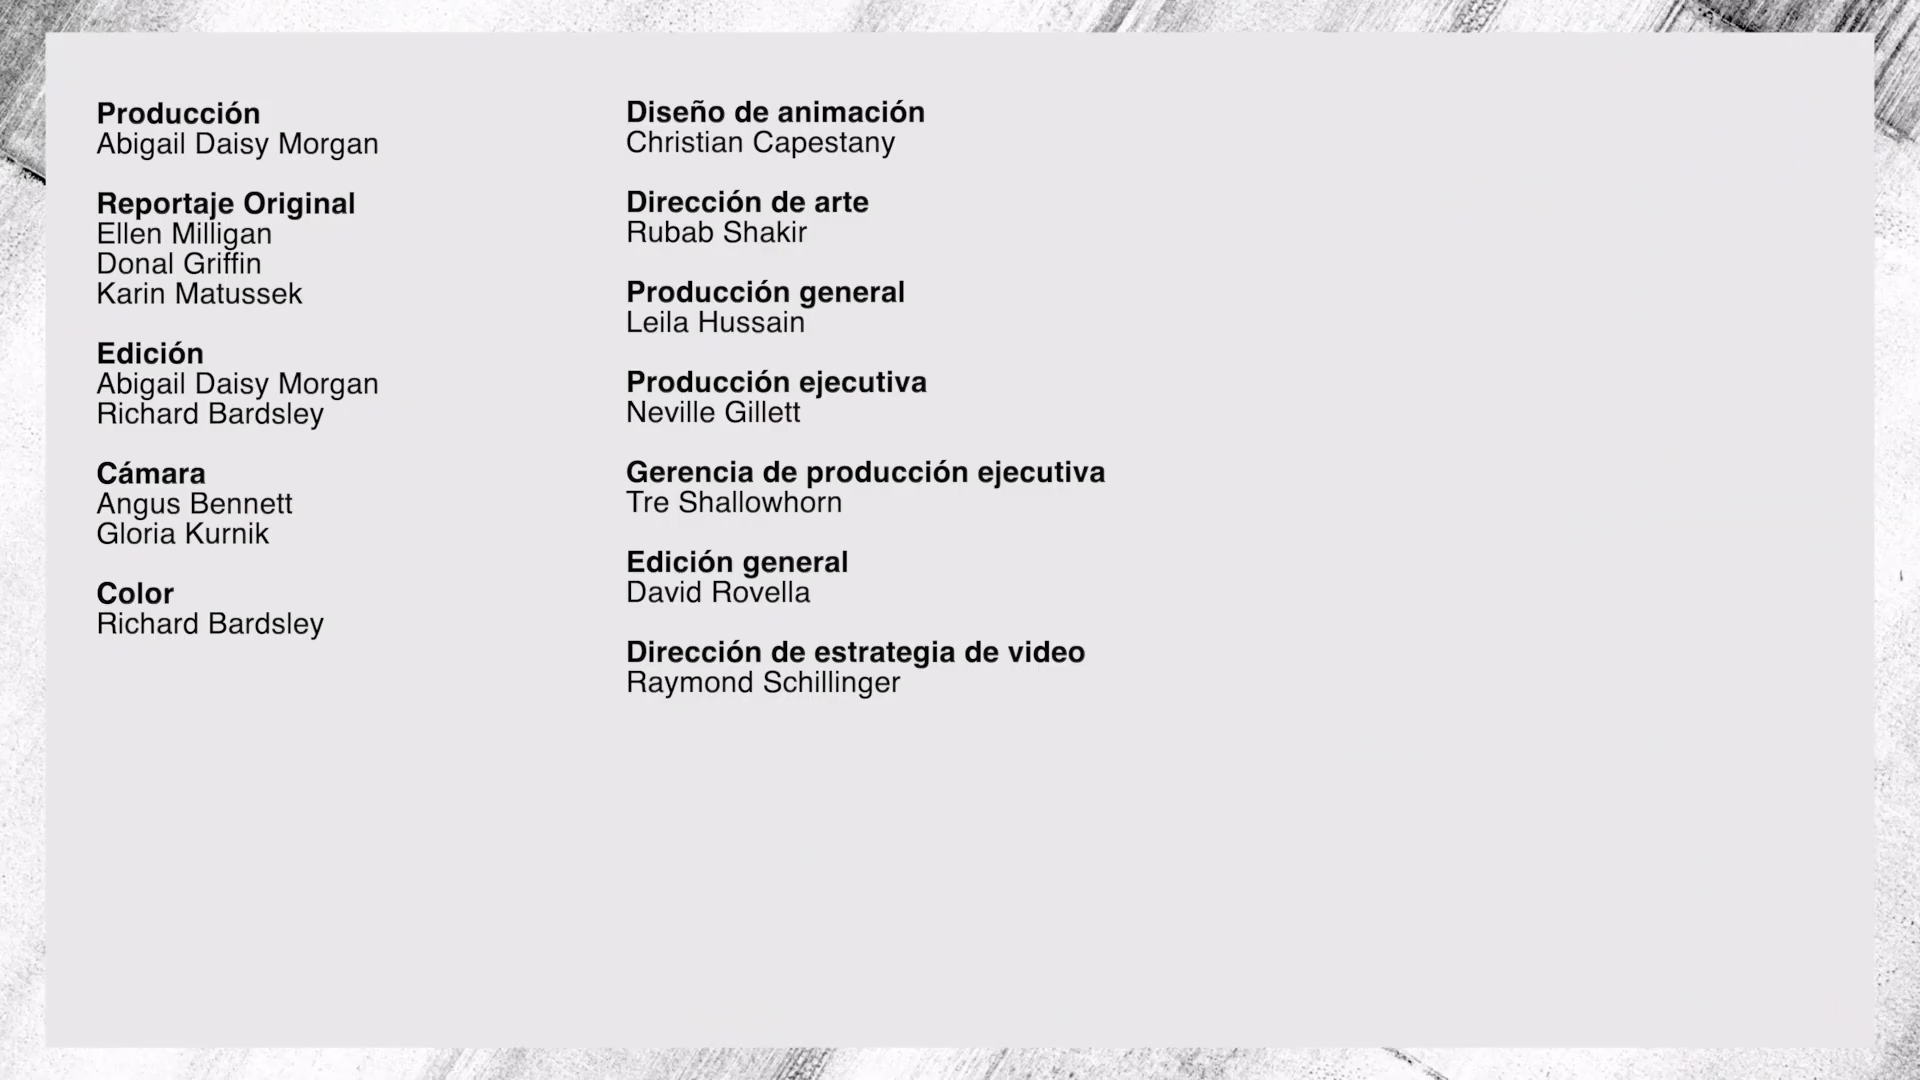 Producción
Abigail Daisy Morgan
Reportaje Original
Ellen Milligan
Donal Griffin
Karin Matussek
Edición
Abigail Daisy Morgan
Richard Bardsley
Cámara
Angus Bennett
Gloria Kurnik
Color
Richard Bardsley
Diseño de animación
Christian Capestany
Dirección de arte
Rubab Shakir
Producción general
Leila Hussain
Producción ejecutiva
Neville Gillett
Gerencia de producción ejecutiva
Tre Shallowhorn
Edición general
David Rovella
Dirección de estrategia de video
Raymond Schillinger